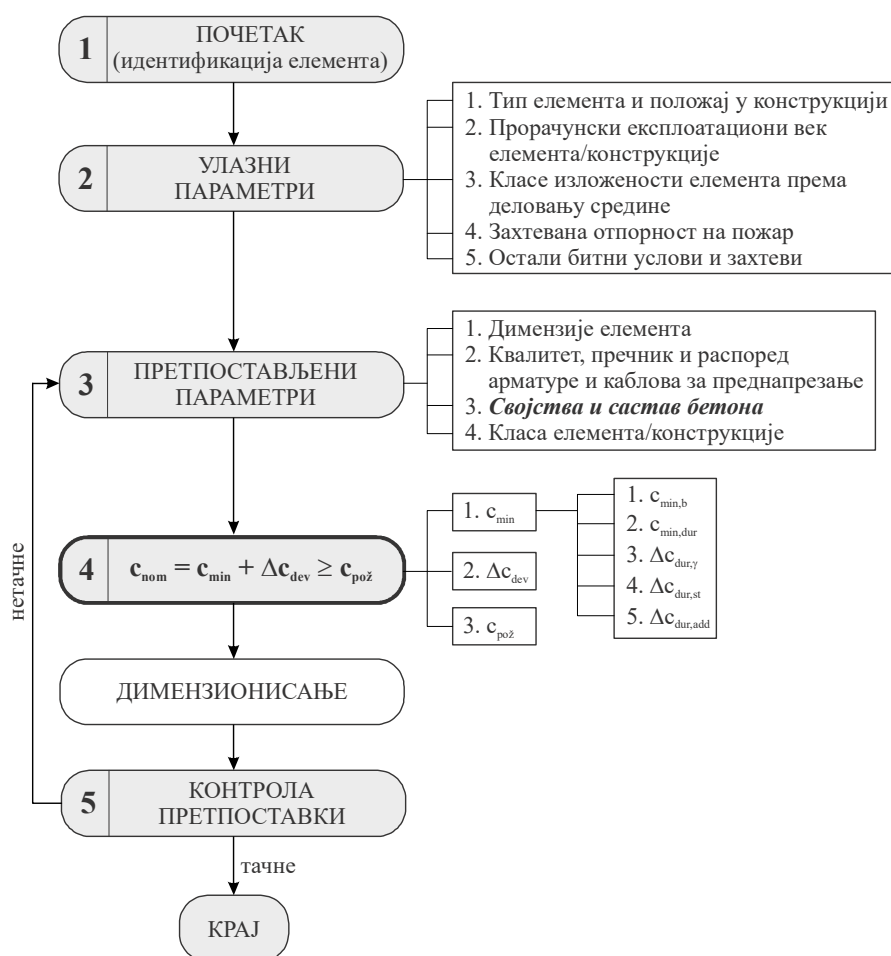 1 ПОЧЕТАК
(идентификација елемента)
2 УЛАЗНИ
ПАРАМЕТРИ
1. Тип елемента и положај у конструкцији
2. Прорачунски експлоатациони век
елемента/конструкције
3. Класе изложености елемента према
деловању средине
4. Захтевана отпорност на пожар
5. Остали битни услови и захтеви
3 ПРЕТПОСТАВЉЕНИ
ПАРАМЕТРИ
1. Димензије елемента
2. Квалитет, пречник и распоред
арматуре и каблова за преднапрезање
3. Својства и састав бетона
4. Класа елемента/конструкције
4 c_nom = c_min + Δc_dev ≥ c_pož
1. c_min
2. Δc_dev
3. c_pož
1. c_min,b
2. c_min,dur
3. Δc_dur,γ
4. Δc_dur,st
5. Δc_dur,add
ДИМЕНЗИОНИСАЊЕ
5 КОНТРОЛА
ПРЕТПОСТАВКИ
нетачне
тачне
КРАЈ